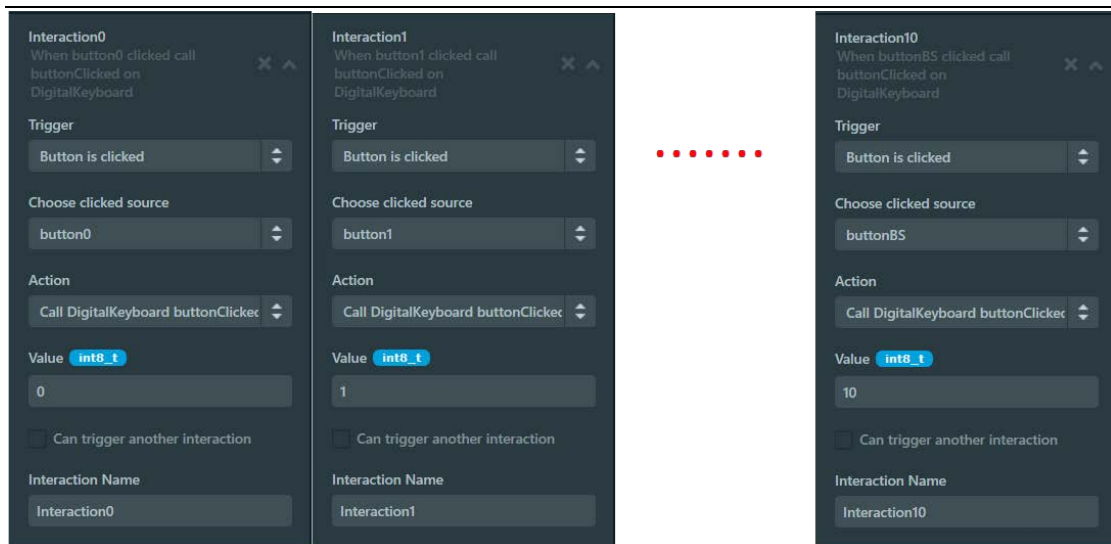 Interaction0
When button0 clicked call
buttonClicked on
DigitalKeyboard
Trigger
Button is clicked
Choose clicked source
button0
Action
Call DigitalKeyboard buttonClicked
Value int8_t
0
Can trigger another interaction
Interaction Name
Interaction0
Interaction1
When button1 clicked call
buttonClicked on
DigitalKeyboard
Trigger
Button is clicked
Choose clicked source
button1
Action
Call DigitalKeyboard buttonClicked
Value int8_t
1
Can trigger another interaction
Interaction Name
Interaction1
.......
Interaction10
When buttonBS clicked call
buttonClicked on
DigitalKeyboard
Trigger
Button is clicked
Choose clicked source
buttonBS
Action
Call DigitalKeyboard buttonClicked
Value int8_t
10
Can trigger another interaction
Interaction Name
Interaction10